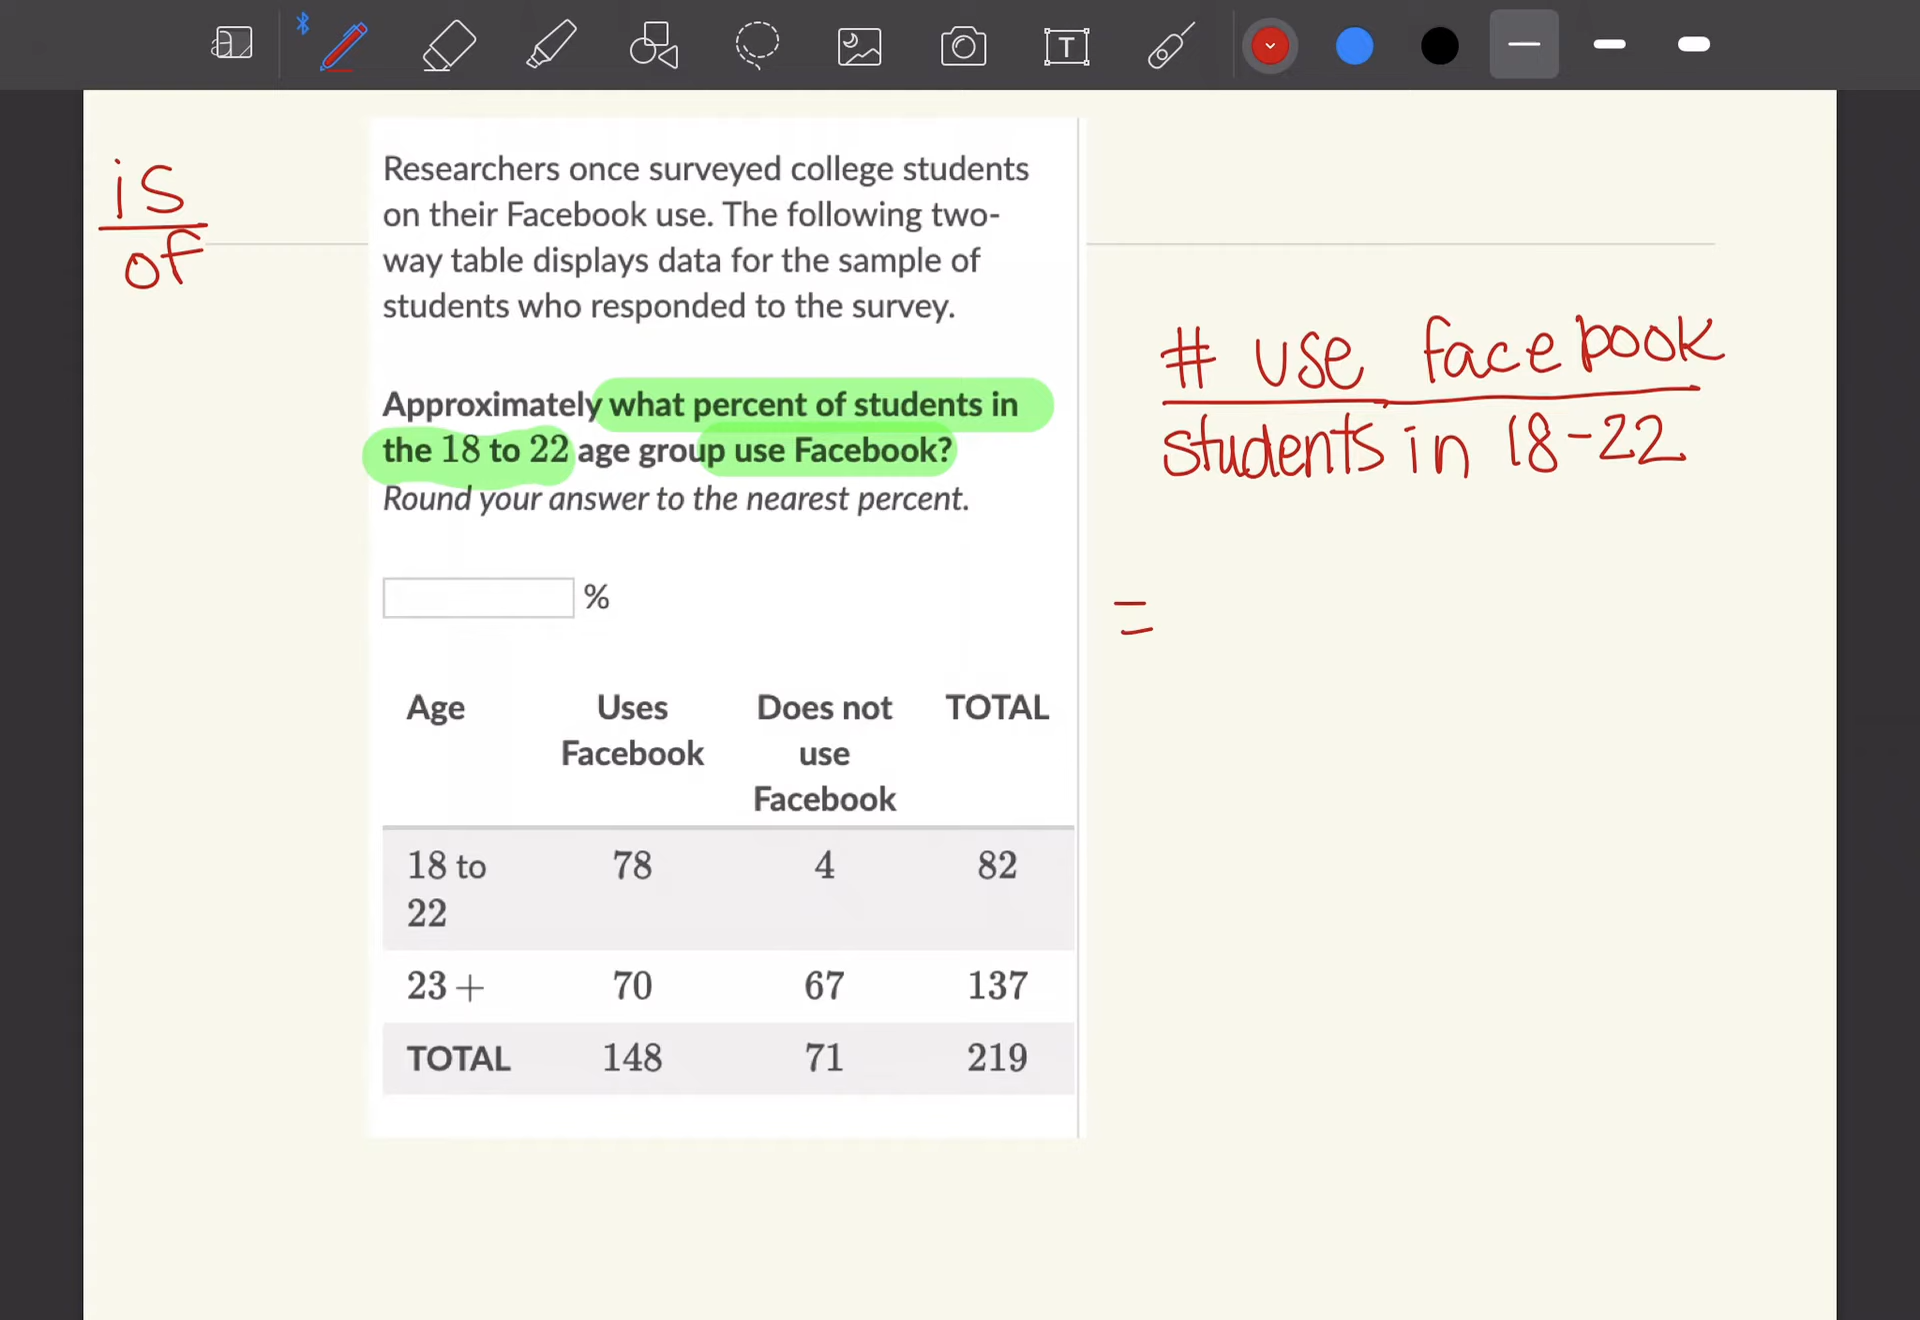 T
is
of
Researchers once surveyed college students
on their Facebook use. The following two-
way table displays data for the sample of
students who responded to the survey.
Approximately what percent of students in
the 18 to 22 age group use Facebook?
Round your answer to the nearest percent.
%
# use facebook
students in 18-22
=
Age Uses Does not TOTAL
Facebook use
Facebook
18 to 78 4 82
22
23 + 70 67 137
TOTAL 148 71 219